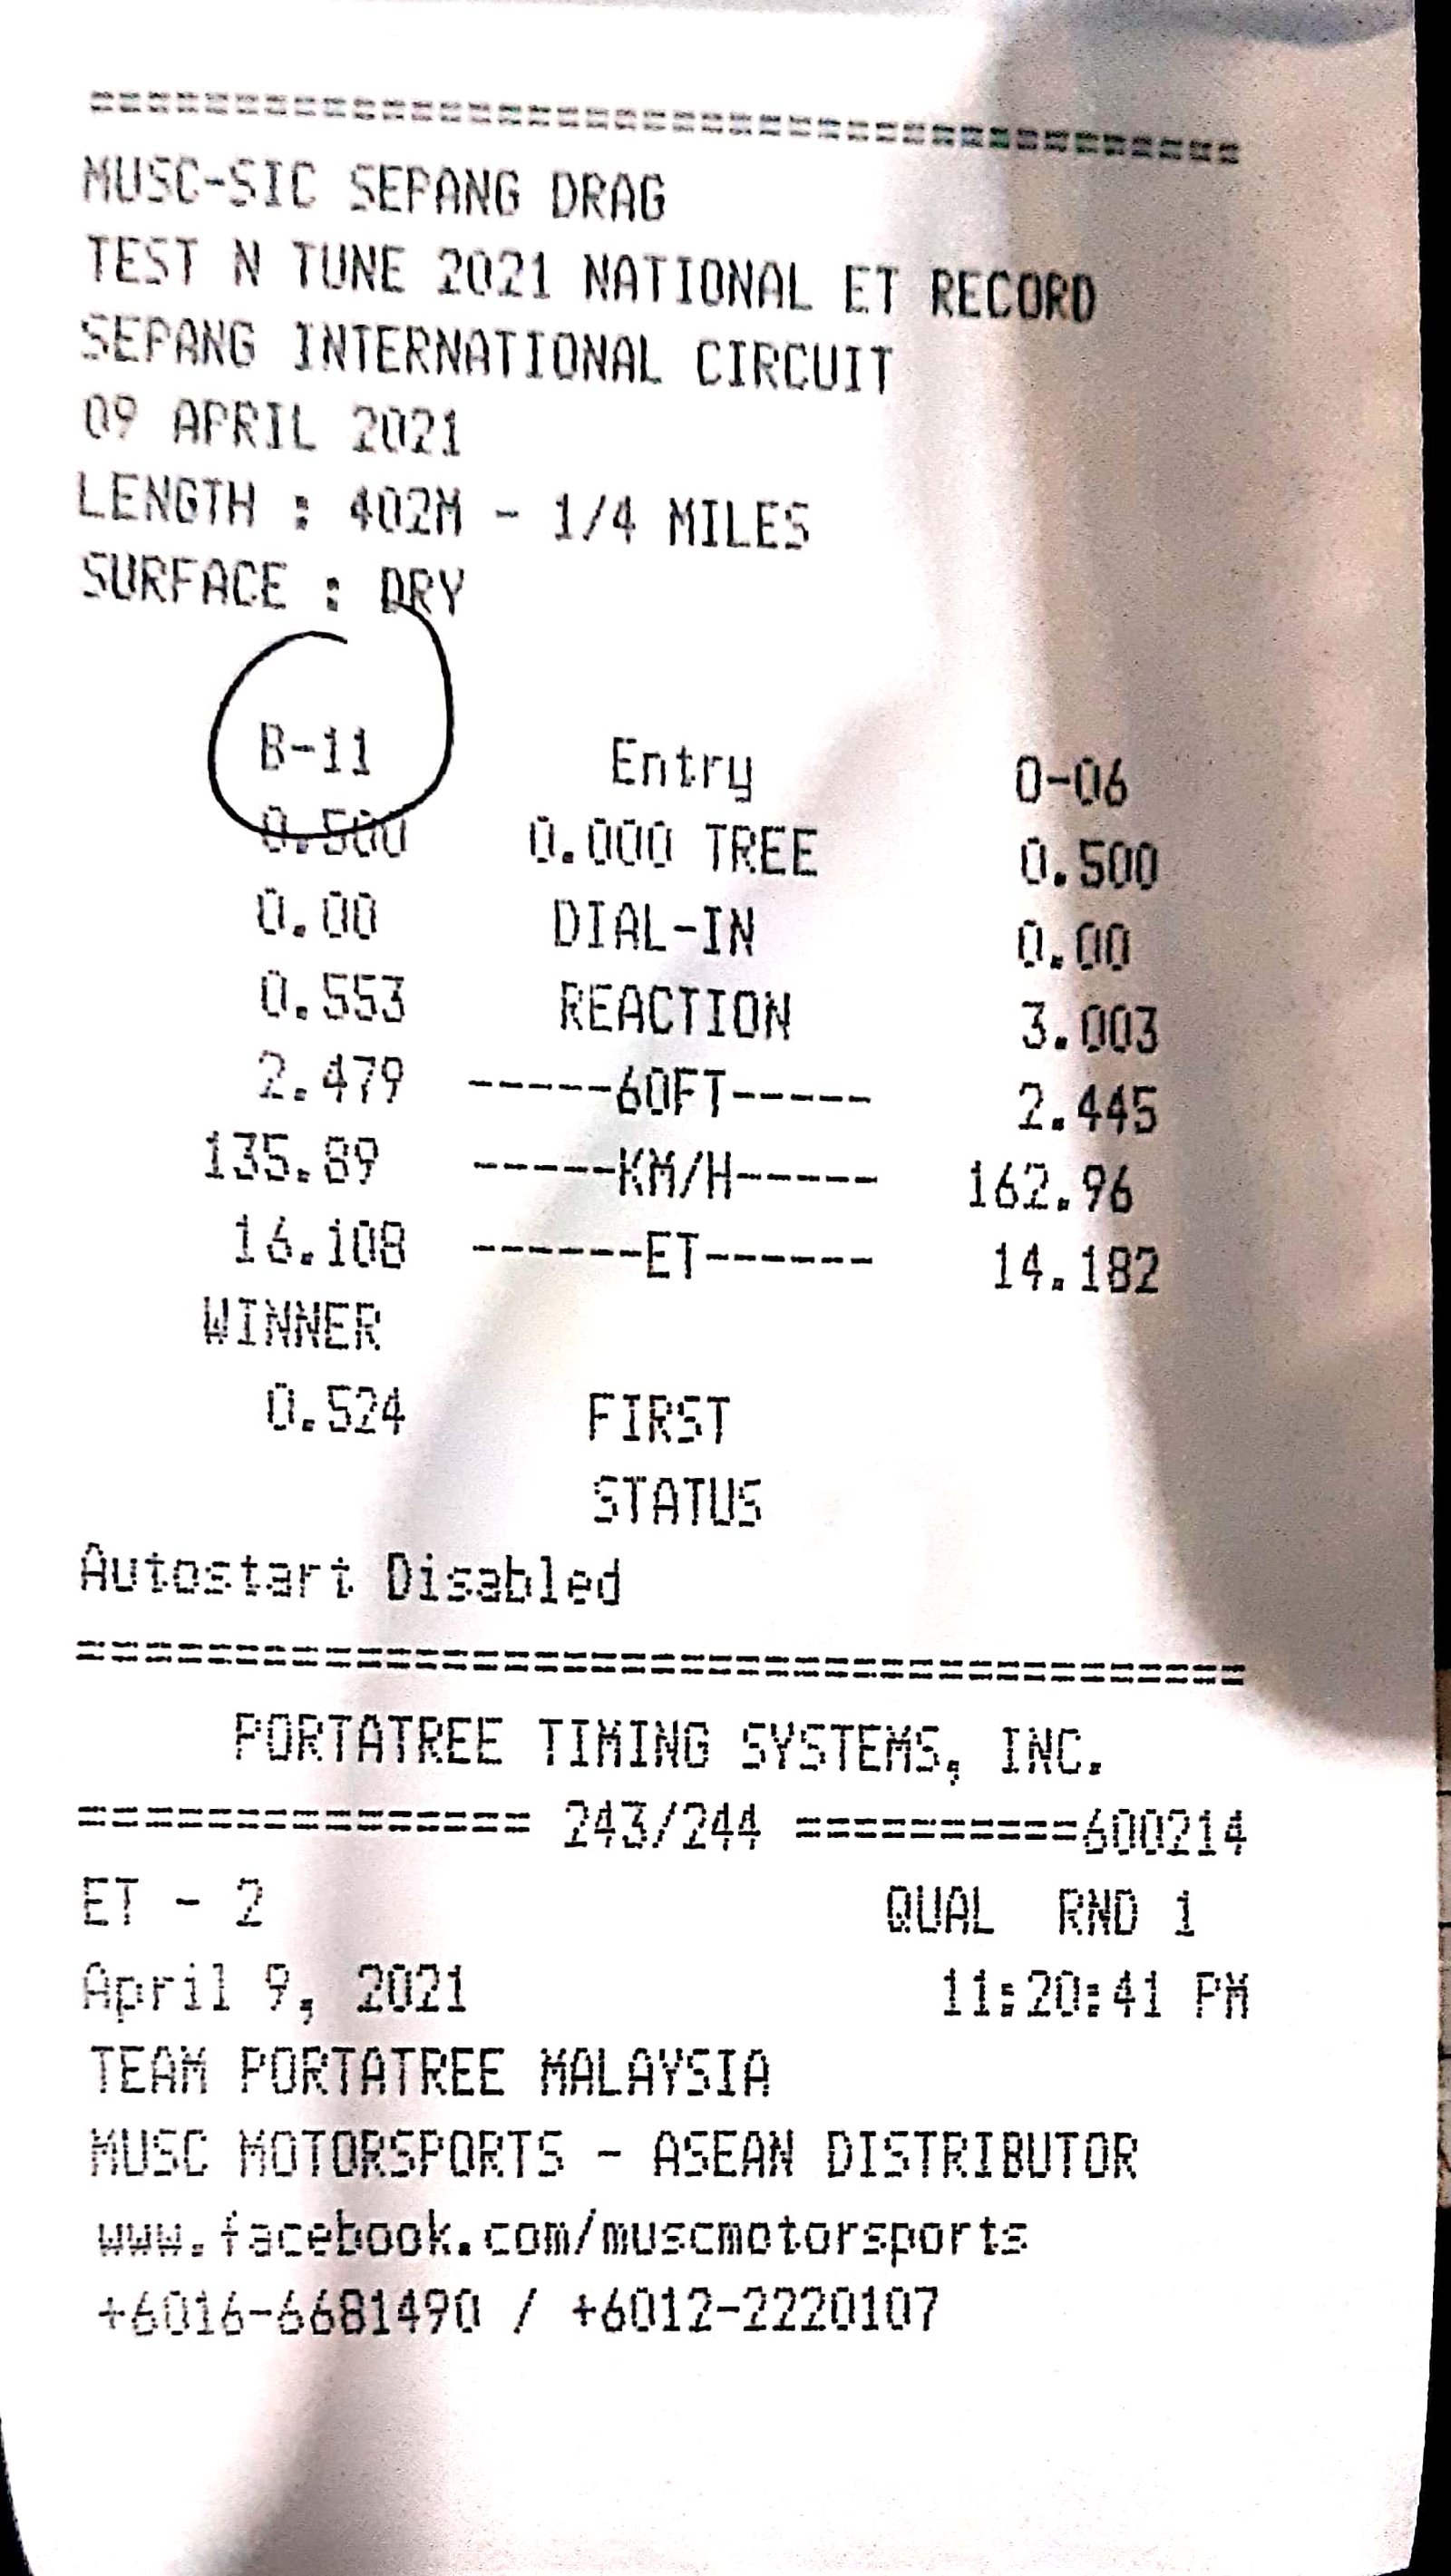 ========================================
MUSC-SIC SEPANG DRAG
TEST N TUNE 2021 NATIONAL ET RECORD
SEPANG INTERNATIONAL CIRCUIT
09 APRIL 2021
LENGTH : 402M - 1/4 MILES
SURFACE : DRY
B-11 Entry O-06
0.500 0.000 TREE 0.500
0.00 DIAL-IN 0.00
0.553 REACTION 3.003
2.479 -----60FT----- 2.445
135.89 -----KM/H----- 162.96
16.108 ------ET------ 14.182
WINNER
0.524 FIRST
STATUS
Autostart Disabled
========================================
PORTATREE TIMING SYSTEMS, INC.
================ 243/244 ==========600214
ET - 2 QUAL RND 1
April 9, 2021 11:20:41 PM
TEAM PORTATREE MALAYSIA
MUSC MOTORSPORTS - ASEAN DISTRIBUTOR
www.facebook.com/muscmotorsports
+6016-6681490 / +6012-2220107